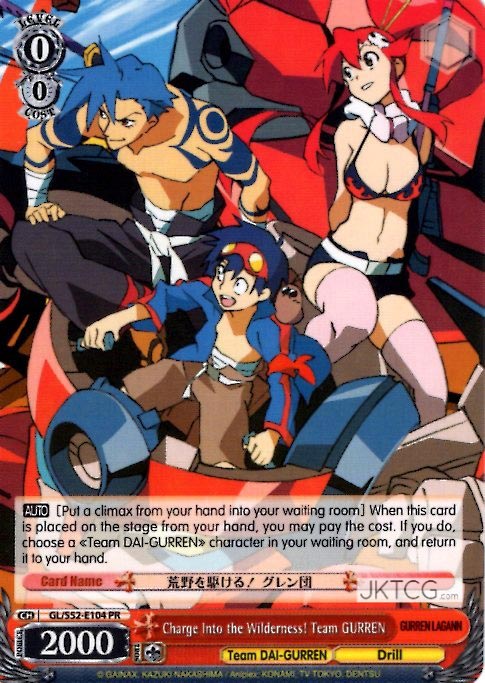 LEVEL
0
0
COST
AUTO [Put a climax from your hand into your waiting room] When this card
is placed on the stage from your hand, you may pay the cost. If you do,
choose a «Team DAI-GURREN» character in your waiting room, and return
it to your hand.
Card Name 荒野を駆ける! グレン団
JKTCG.com
CH GL/S52-E104 PR
POWER 2000 SOUL Charge Into the Wilderness! Team GURREN GURREN LAGANN
Team DAI-GURREN Drill
© GAINAX, KAZUKI NAKASHIMA / Aniplex, KONAMI, TV TOKYO, DENTSU